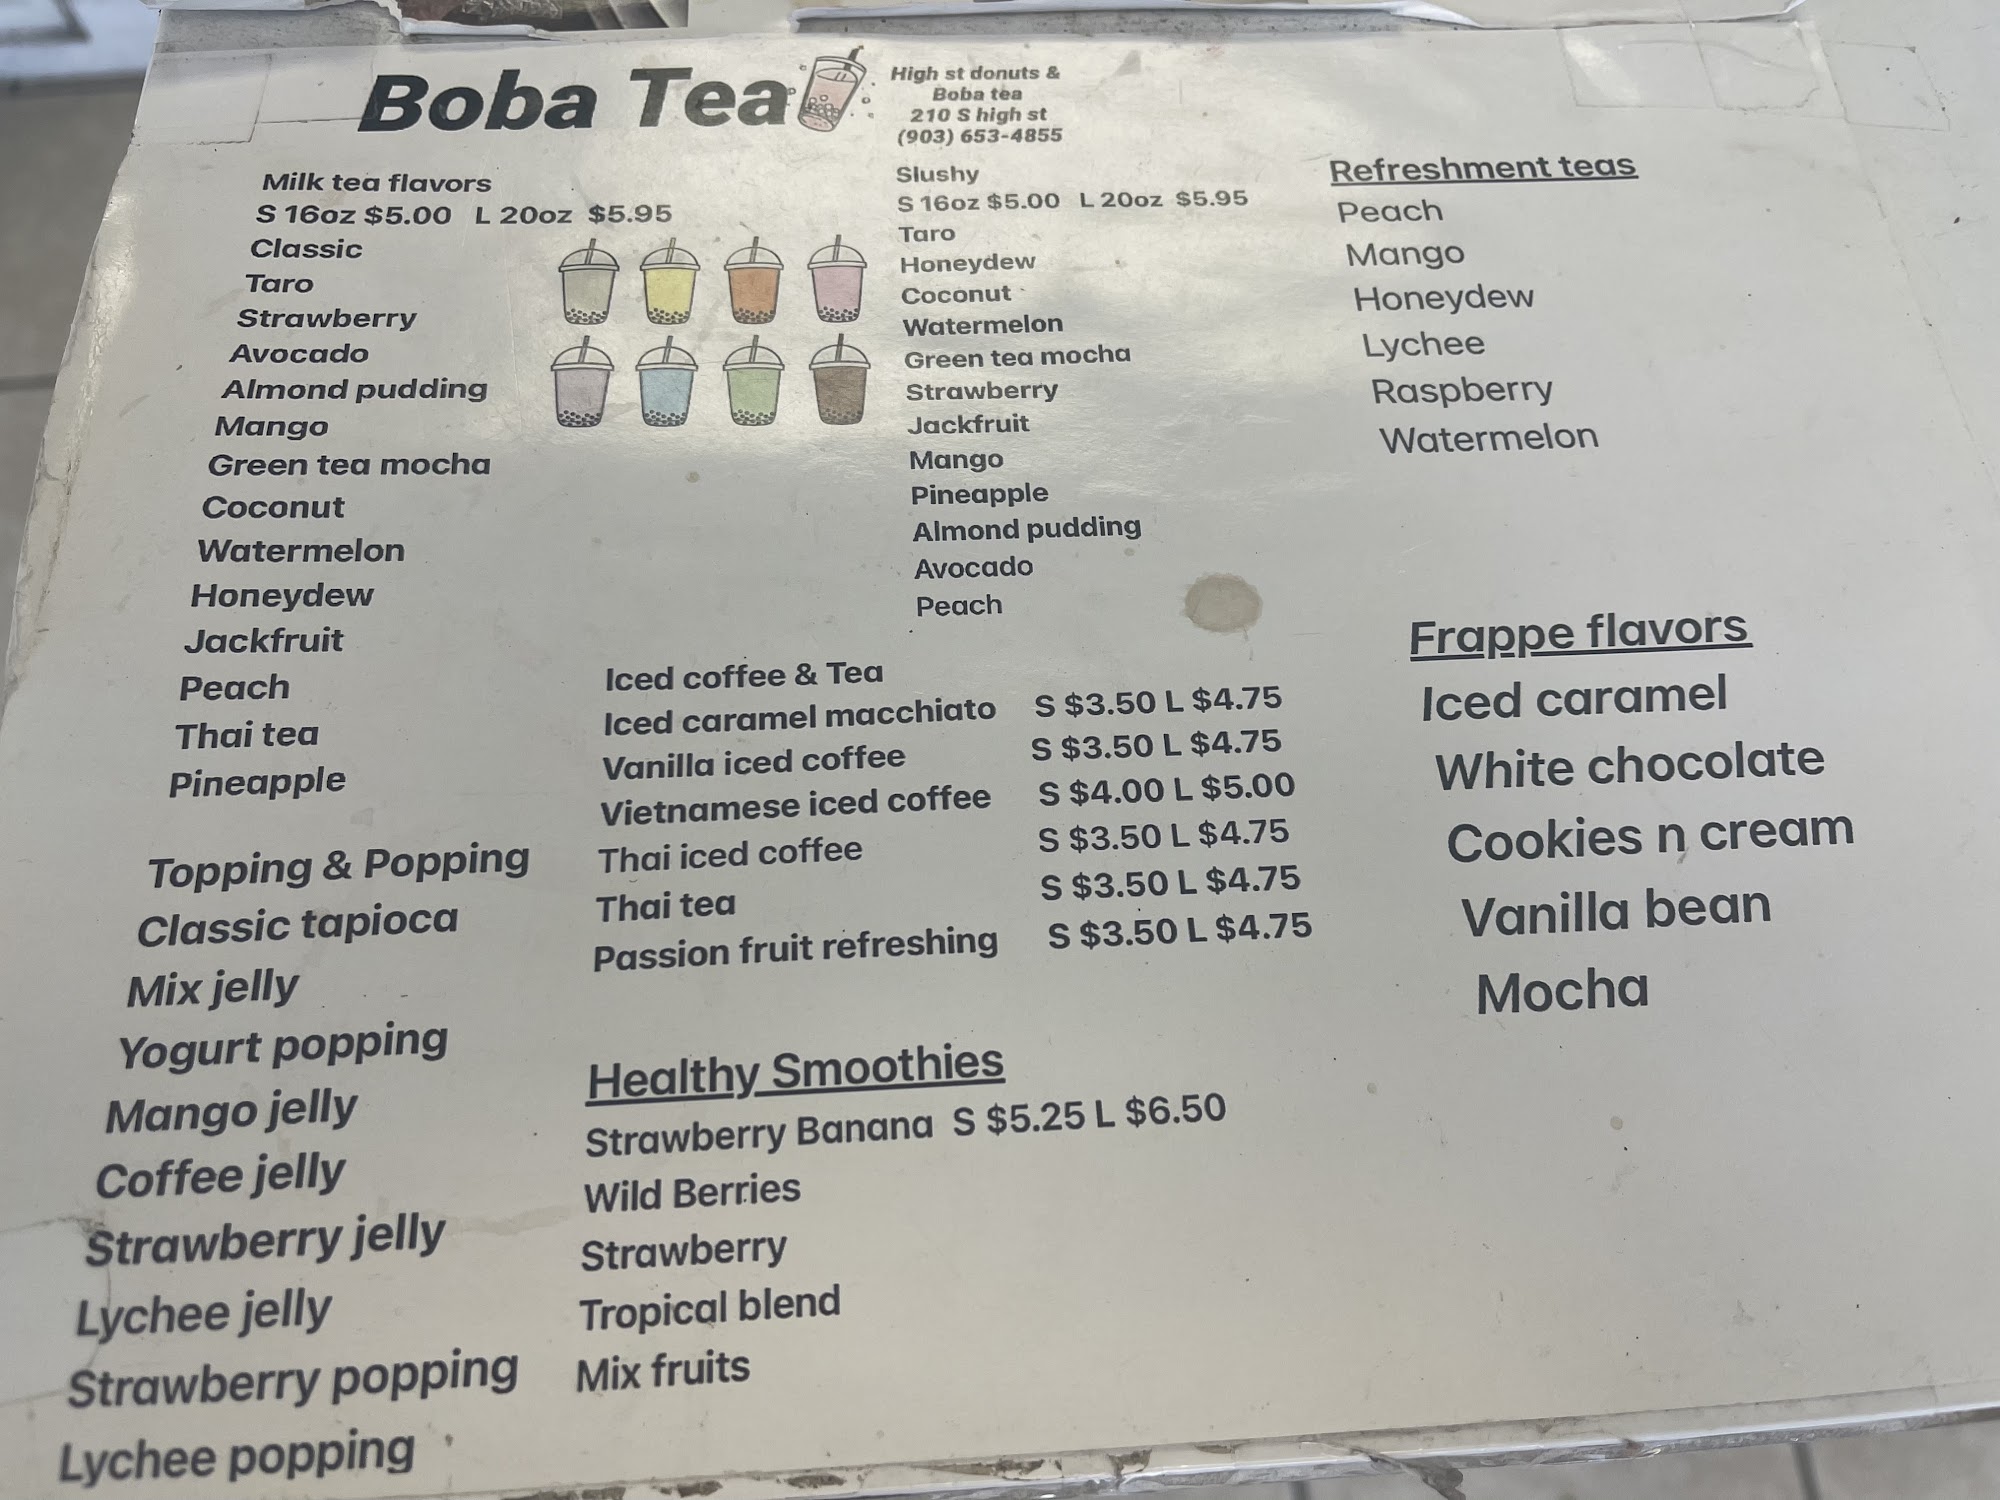 Boba Tea
High st donuts &
Boba tea
210 S high st
(903) 653-4855
Milk tea flavors
S 16oz $5.00 L 20oz $5.95
Classic
Taro
Strawberry
Avocado
Almond pudding
Mango
Green tea mocha
Coconut
Watermelon
Honeydew
Jackfruit
Peach
Thai tea
Pineapple
Topping & Popping
Classic tapioca
Mix jelly
Yogurt popping
Mango jelly
Coffee jelly
Strawberry jelly
Lychee jelly
Strawberry popping
Lychee popping
Slushy
S 16oz $5.00 L 20oz $5.95
Taro
Honeydew
Coconut
Watermelon
Green tea mocha
Strawberry
Jackfruit
Mango
Pineapple
Almond pudding
Avocado
Peach
Iced coffee & Tea
Iced caramel macchiato S $3.50 L $4.75
Vanilla iced coffee S $3.50 L $4.75
Vietnamese iced coffee S $4.00 L $5.00
Thai iced coffee S $3.50 L $4.75
Thai tea S $3.50 L $4.75
Passion fruit refreshing S $3.50 L $4.75
Healthy Smoothies
Strawberry Banana S $5.25 L $6.50
Wild Berries
Strawberry
Tropical blend
Mix fruits
Refreshment teas
Peach
Mango
Honeydew
Lychee
Raspberry
Watermelon
Frappe flavors
Iced caramel
White chocolate
Cookies n cream
Vanilla bean
Mocha